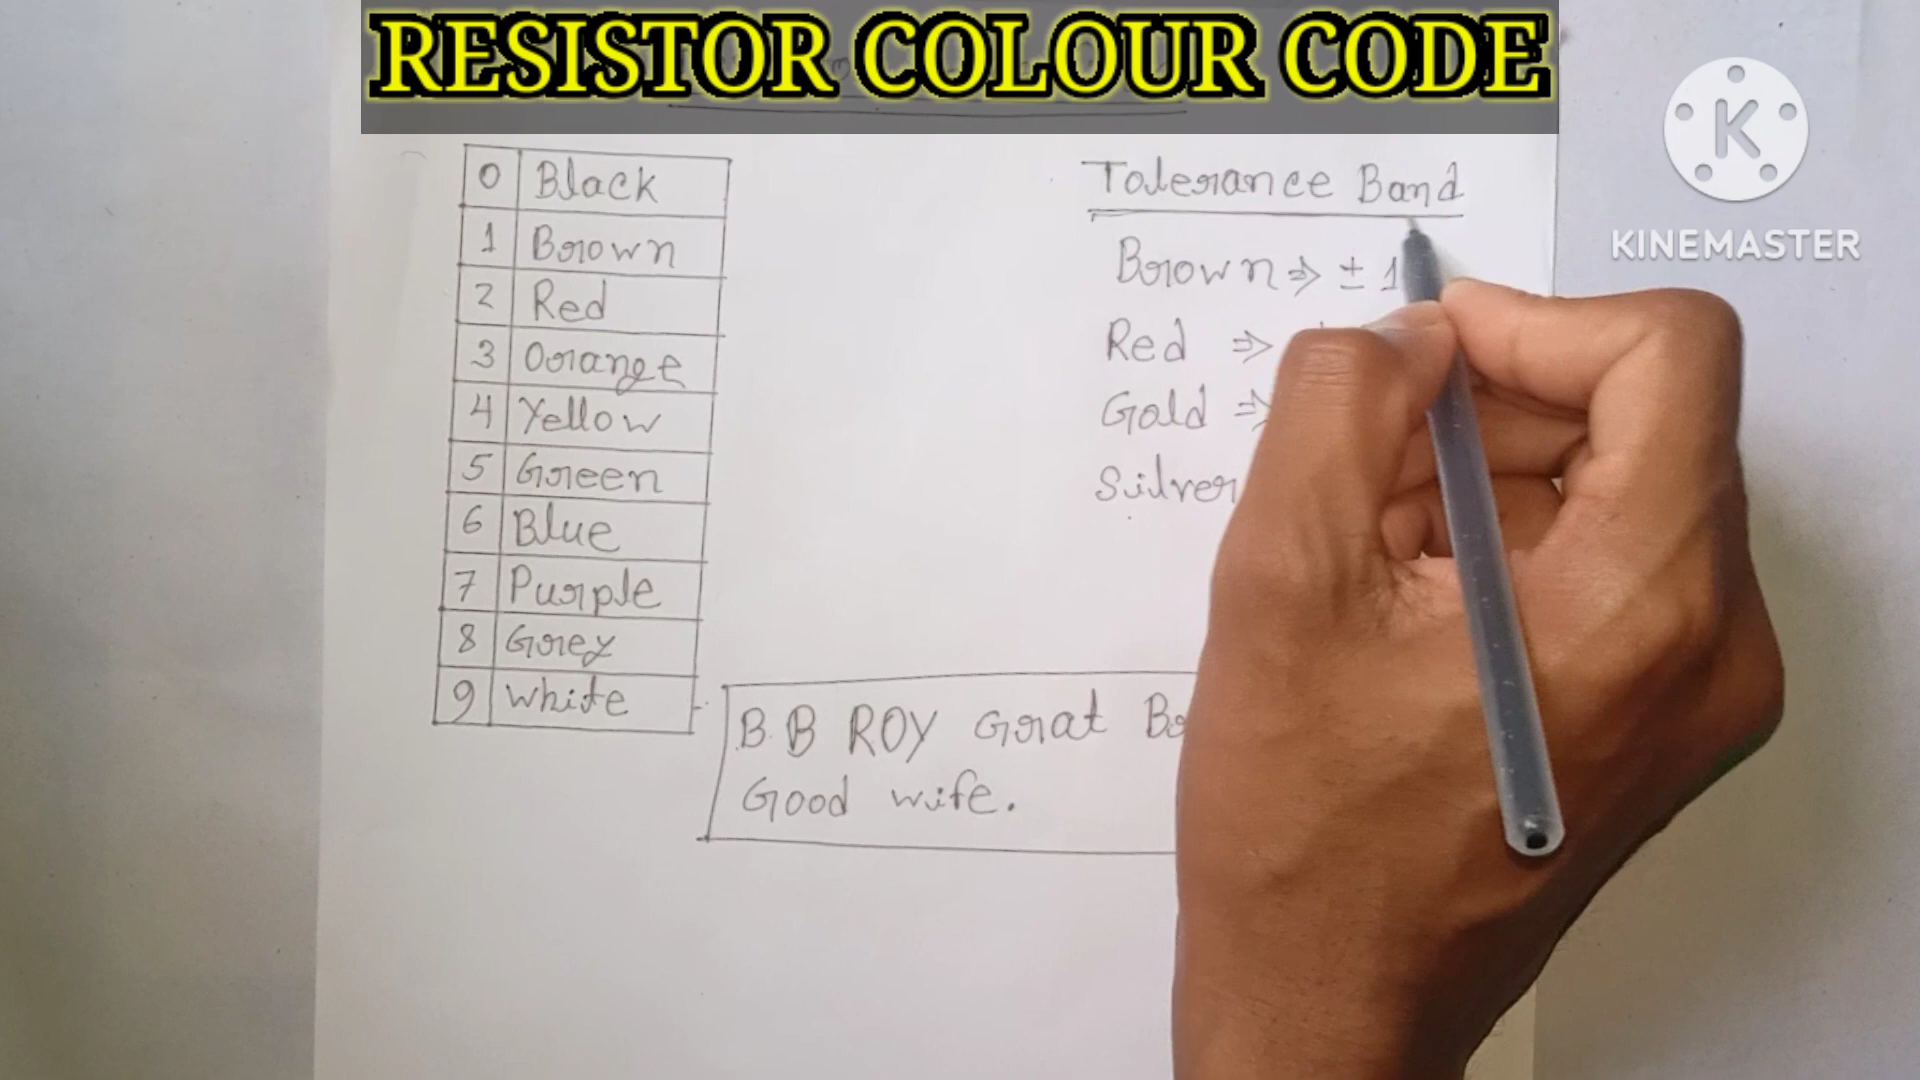 RESISTOR COLOUR CODE
KINEMASTER
0 Black
1 Brown
2 Red
3 Orange
4 Yellow
5 Green
6 Blue
7 Purple
8 Grey
9 White
Tolerance Band
Brown ⇒ ± 1
Red ⇒
Gold ⇒
Silver
B.B ROY Grat
Good wife.